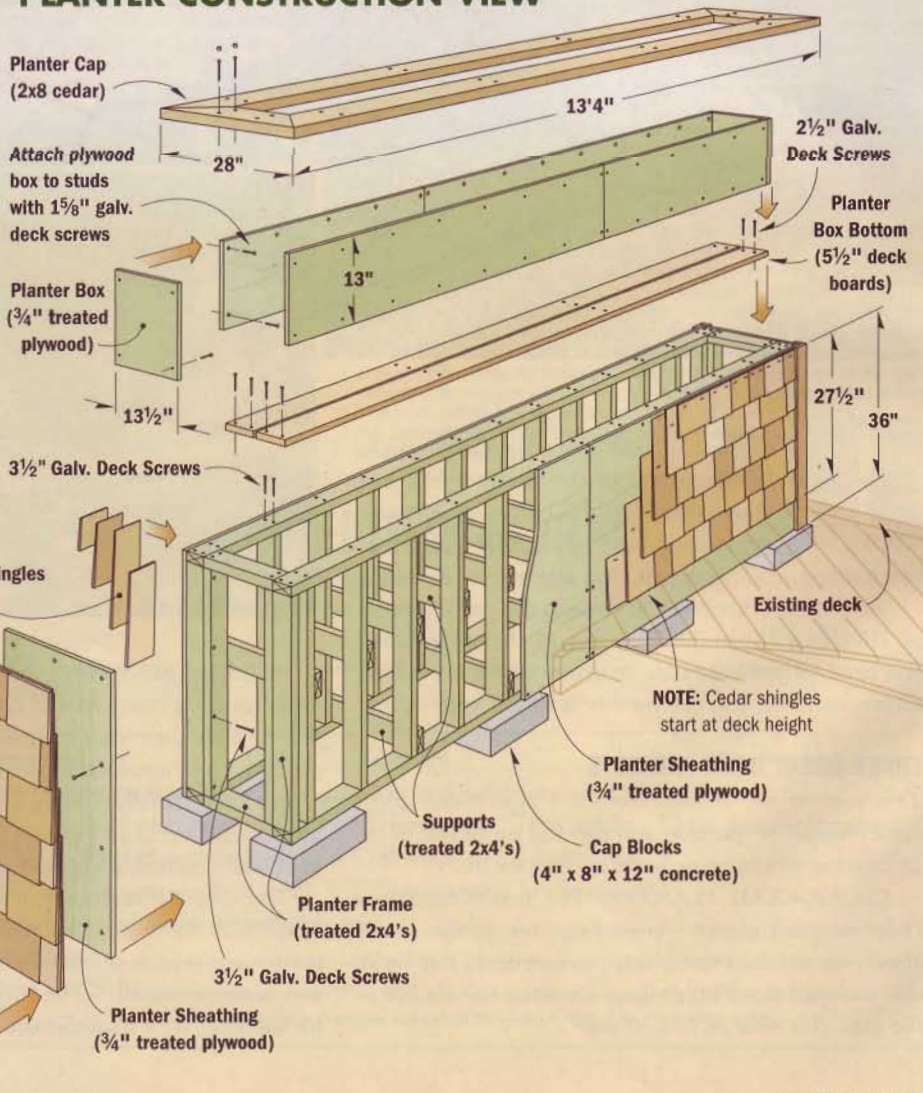 PLANTER CONSTRUCTION VIEW
Planter Cap
(2x8 cedar)
13'4"
28"
2½" Galv.
Deck Screws
Attach plywood
box to studs
with 1⅝" galv.
deck screws
Planter
Box Bottom
(5½" deck
boards)
13"
Planter Box
(¾" treated
plywood)
13½"
27½"
36"
3½" Galv. Deck Screws
ingles
Existing deck
NOTE: Cedar shingles
start at deck height
Planter Sheathing
(¾" treated plywood)
Supports
(treated 2x4's)
Cap Blocks
(4" x 8" x 12" concrete)
Planter Frame
(treated 2x4's)
3½" Galv. Deck Screws
Planter Sheathing
(¾" treated plywood)